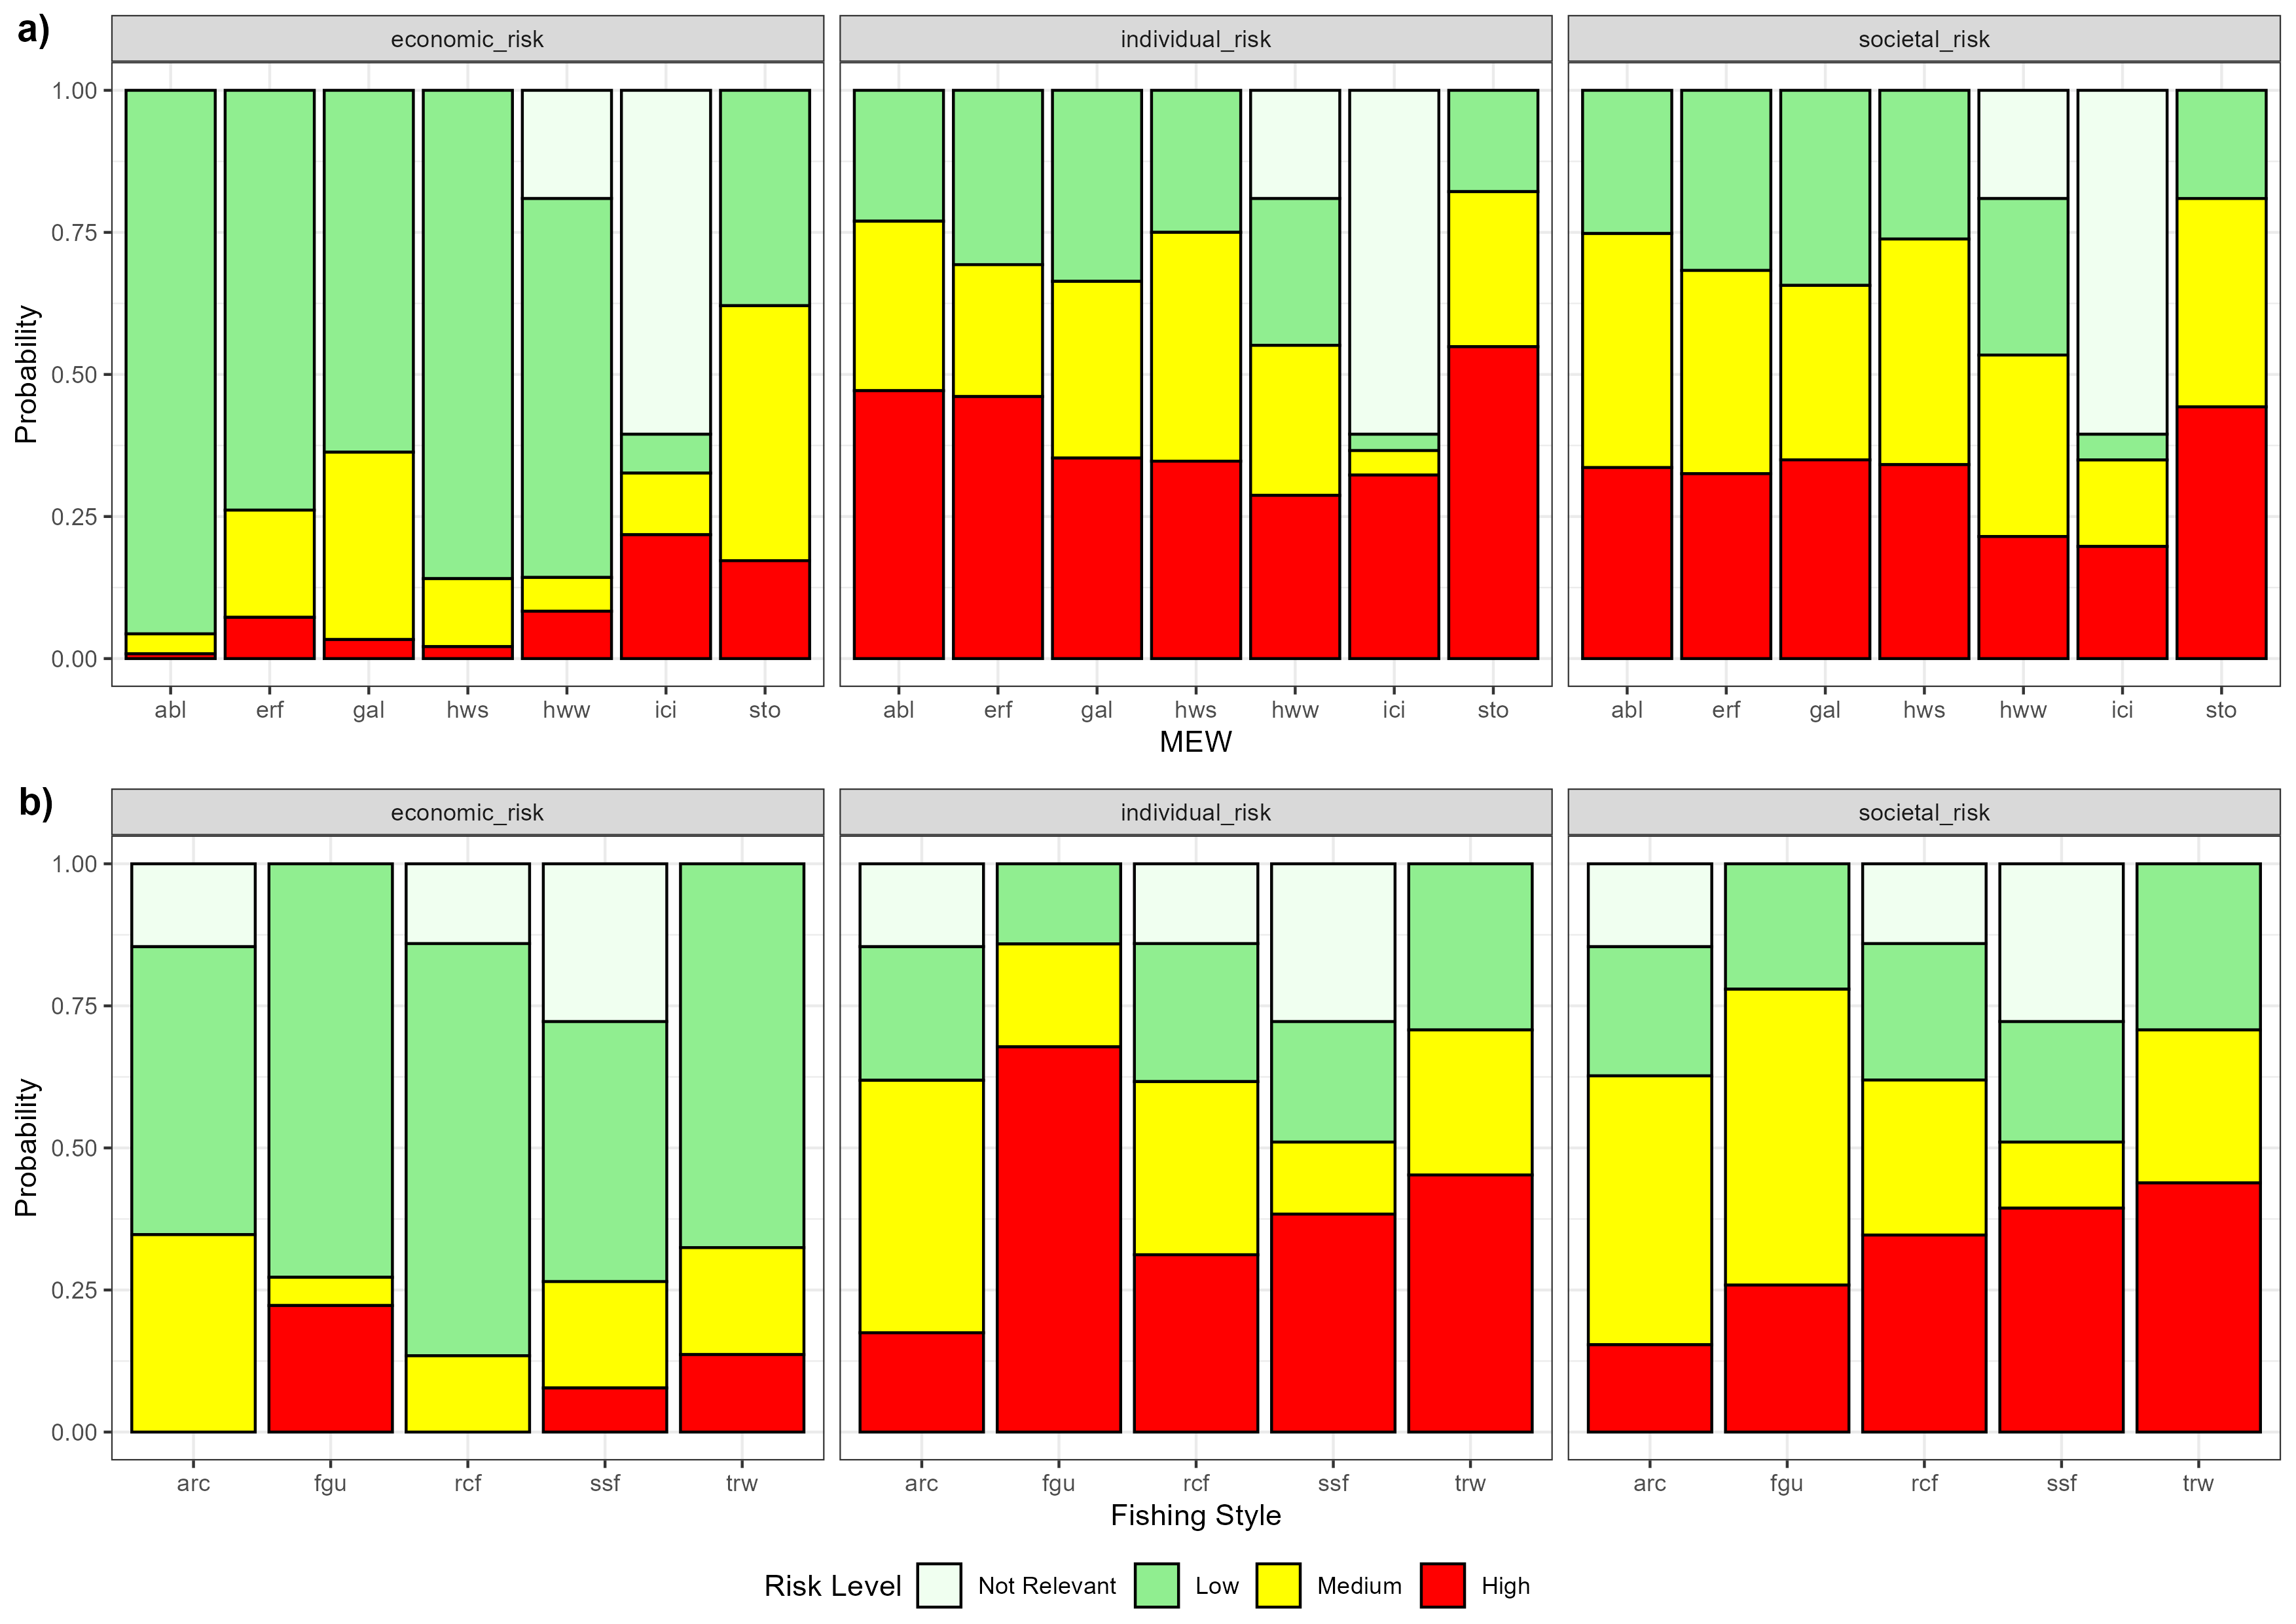 a)
economic_risk individual_risk societal_risk
1.00
0.75
0.50
0.25
0.00
Probability
abl erf gal hws hww ici sto abl erf gal hws hww ici sto abl erf gal hws hww ici sto
MEW
b)
economic_risk individual_risk societal_risk
1.00
0.75
0.50
0.25
0.00
Probability
arc fgu rcf ssf trw arc fgu rcf ssf trw arc fgu rcf ssf trw
Fishing Style
Risk Level Not Relevant Low Medium High